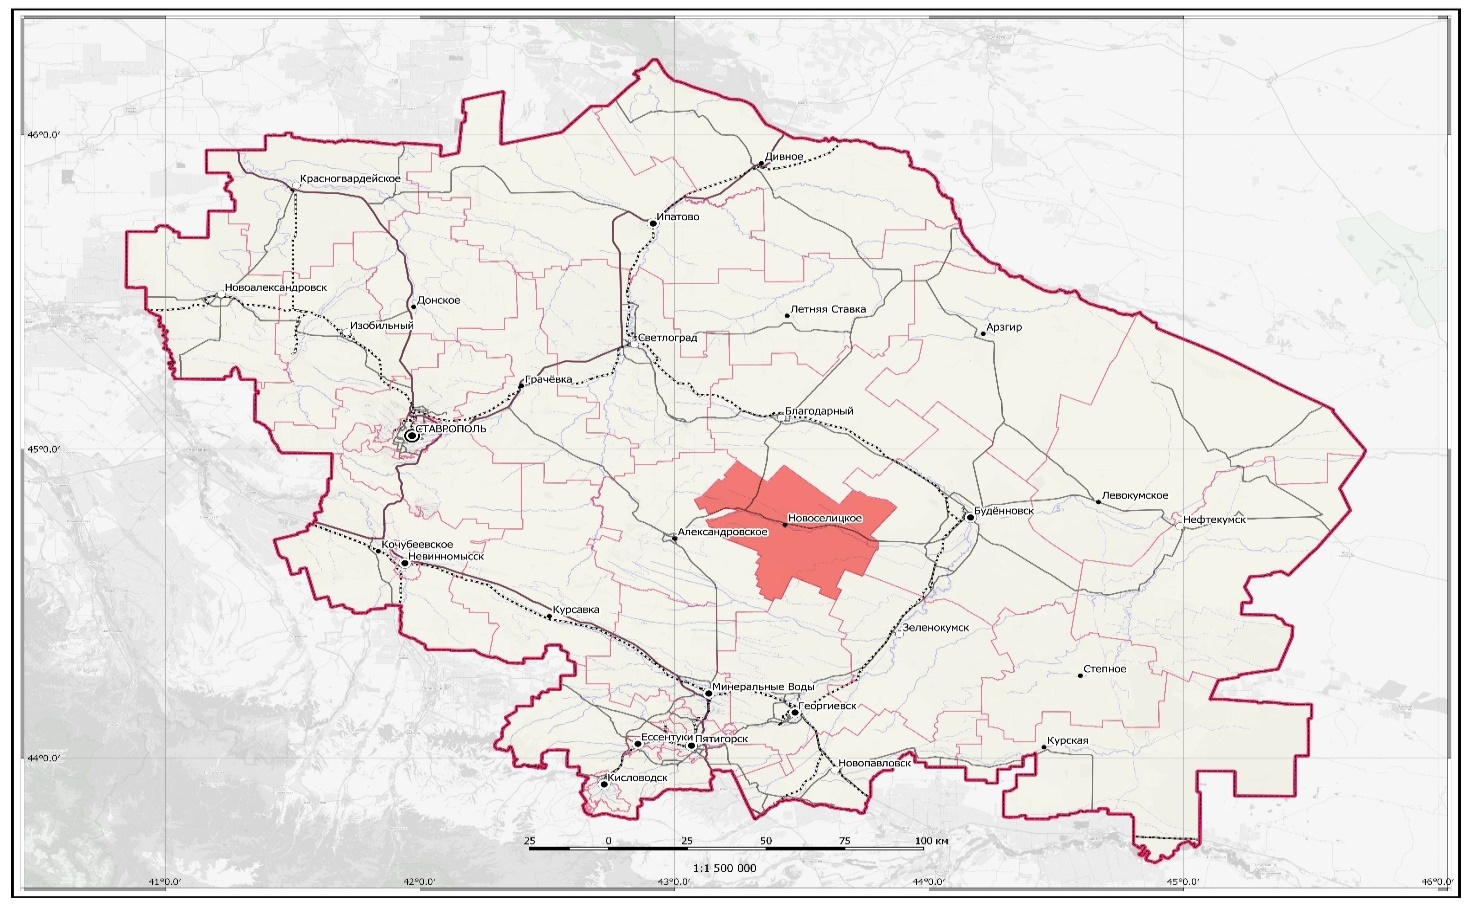 46°0.0'
Дивное
Красногвардейское
Ипатово
Новоалександровск
Донское
Летняя Ставка
Изобильный
Арзгир
Светлоград
Грачёвка
Благодарный
СТАВРОПОЛЬ
45°0.0'
Левокумское
Будённовск
Новоселицкое
Нефтекумск
Александровское
Кочубеевское
Невинномысск
Курсавка
Зеленокумск
Степное
Минеральные Воды
Георгиевск
Ессентуки
Пятигорск
Курская
44°0.0'
Новопавловск
Кисловодск
25 0 25 50 75 100 км
1:1 500 000
41°0.0' 42°0.0' 43°0.0' 44°0.0' 45°0.0' 46°0.0'